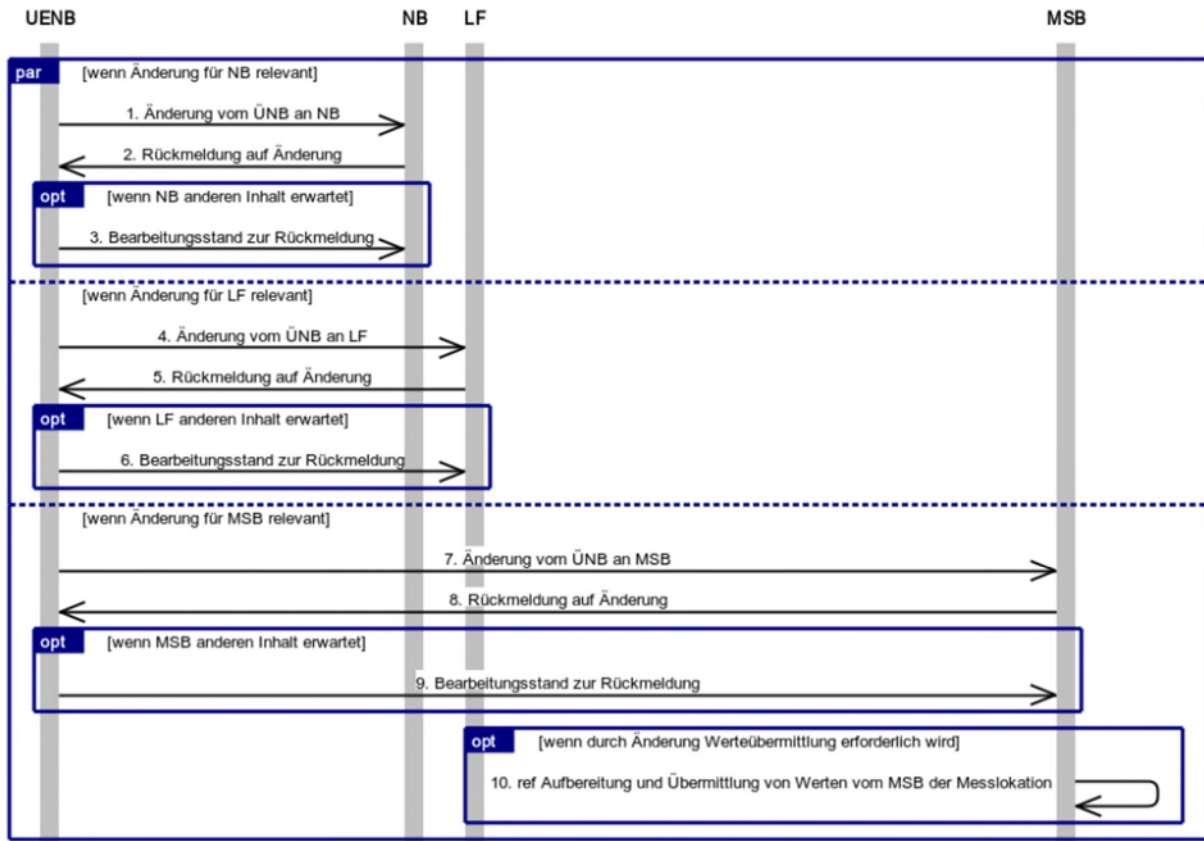 UENB NB LF MSB
par [wenn Änderung für NB relevant]
1. Änderung vom ÜNB an NB
2. Rückmeldung auf Änderung
opt [wenn NB anderen Inhalt erwartet]
3. Bearbeitungsstand zur Rückmeldung
[wenn Änderung für LF relevant]
4. Änderung vom ÜNB an LF
5. Rückmeldung auf Änderung
opt [wenn LF anderen Inhalt erwartet]
6. Bearbeitungsstand zur Rückmeldung
[wenn Änderung für MSB relevant]
7. Änderung vom ÜNB an MSB
8. Rückmeldung auf Änderung
opt [wenn MSB anderen Inhalt erwartet]
9. Bearbeitungsstand zur Rückmeldung
opt [wenn durch Änderung Werteübermittlung erforderlich wird]
10. ref Aufbereitung und Übermittlung von Werten vom MSB der Messlokation